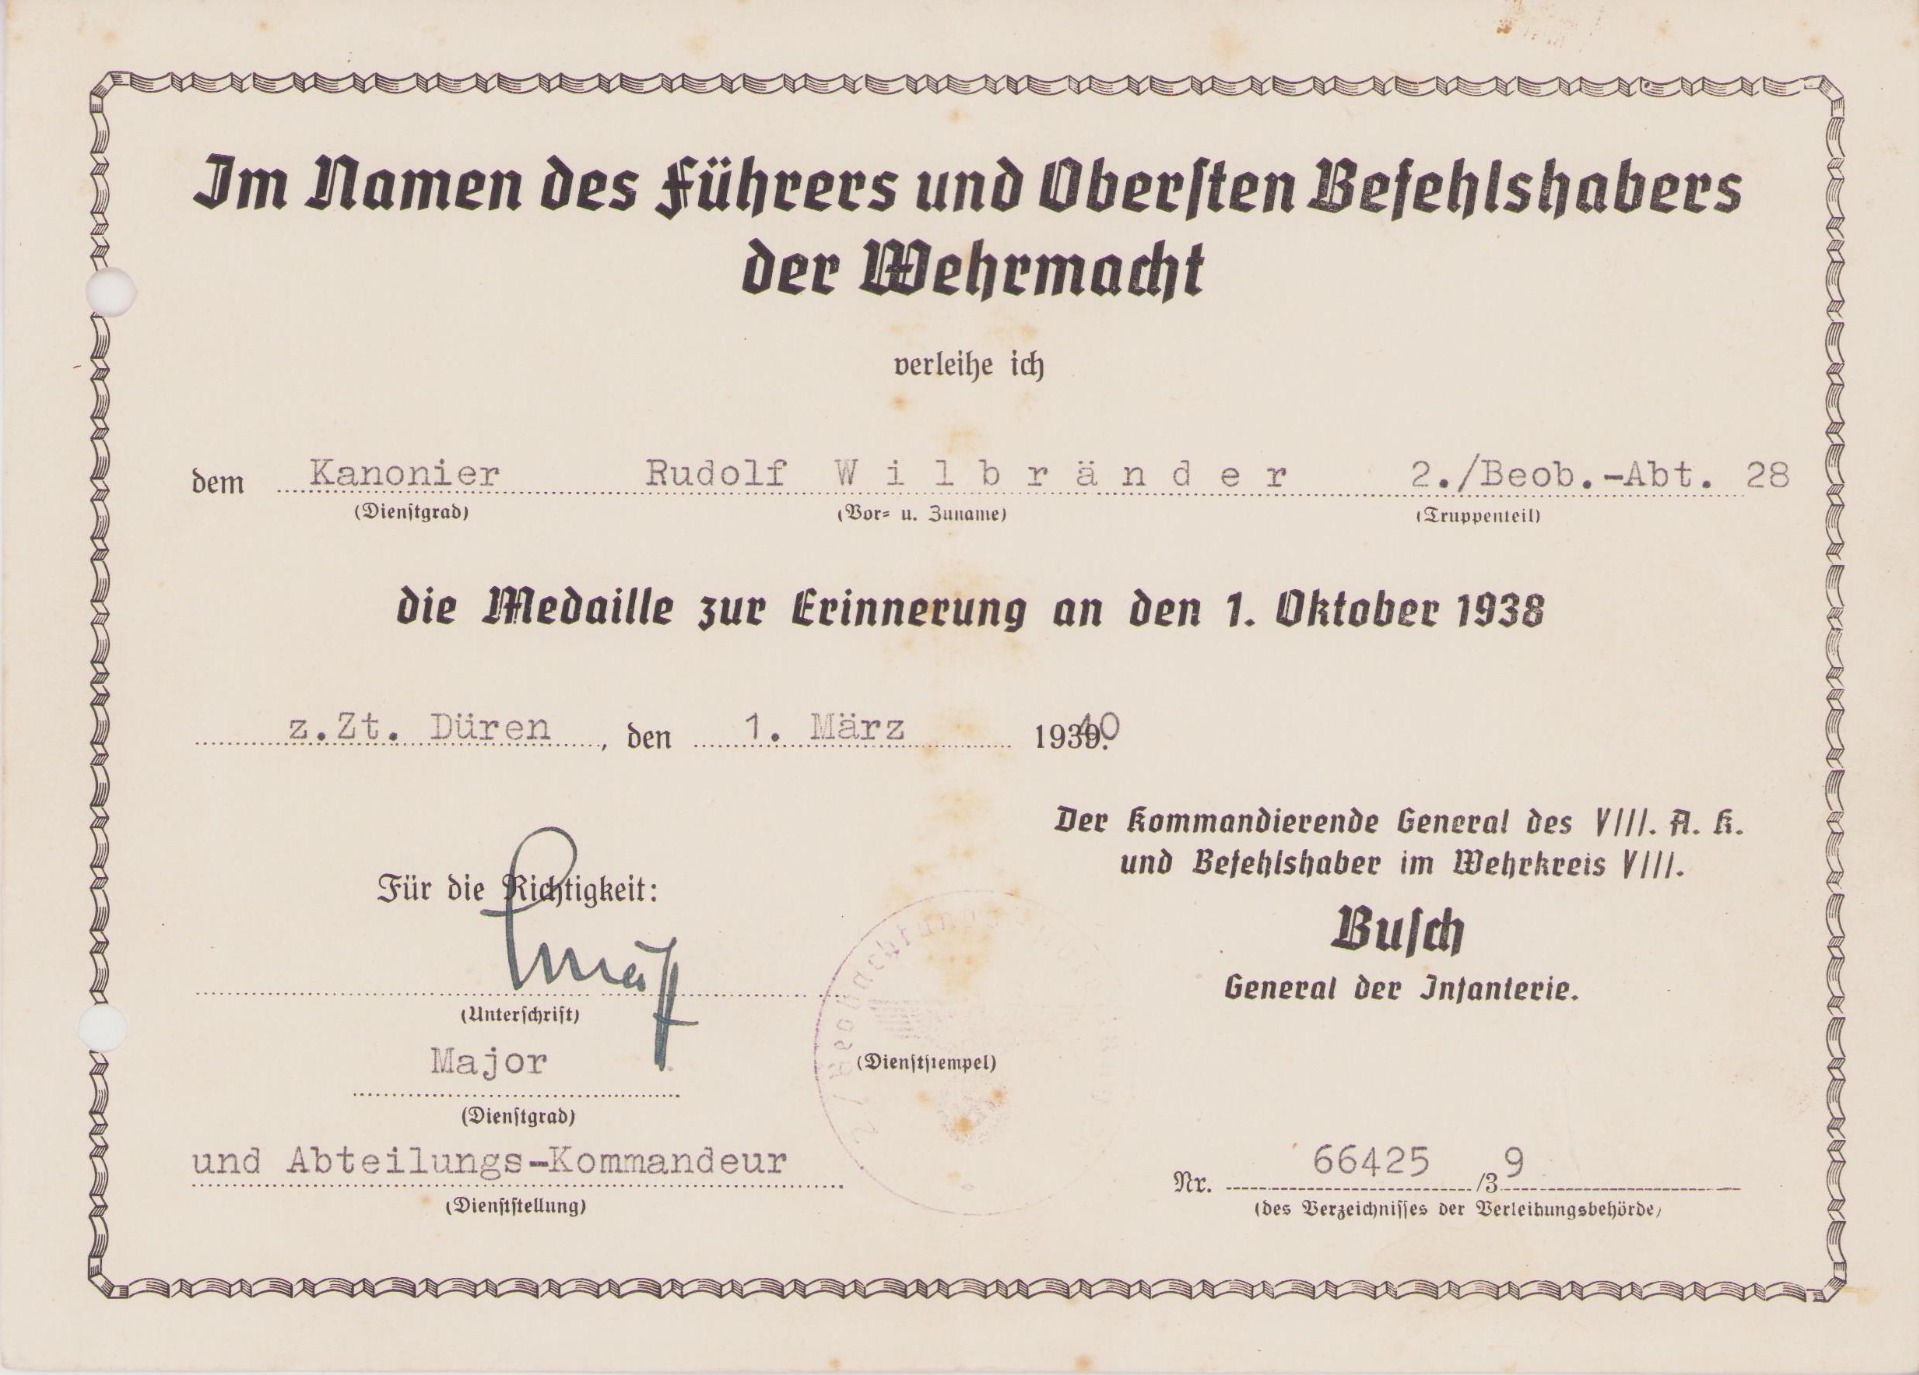 Im Namen des Führers und Oberſten Befehlshabers
der Wehrmacht
verleihe ich
dem Kanonier Rudolf Wilbränder 2./Beob.-Abt. 28
(Dienſtgrad) (Vor- u. Zuname) (Truppenteil)
die Medaille zur Erinnerung an den 1. Oktober 1938
z.Zt. Düren, den 1. März 193940.
Der Kommandierende General des VIII. A. K.
und Befehlshaber im Wehrkreis VIII.
Für die Richtigkeit:
Buſch
General der Infanterie.
(Unterſchrift)
Major
(Dienſtgrad)
(Dienſtſtempel)
2/Beobachtung
und Abteilungs-Kommandeur
(Dienſtſtellung)
Nr. 66425 /39
(des Verzeichniſſes der Verleihungsbehörde)